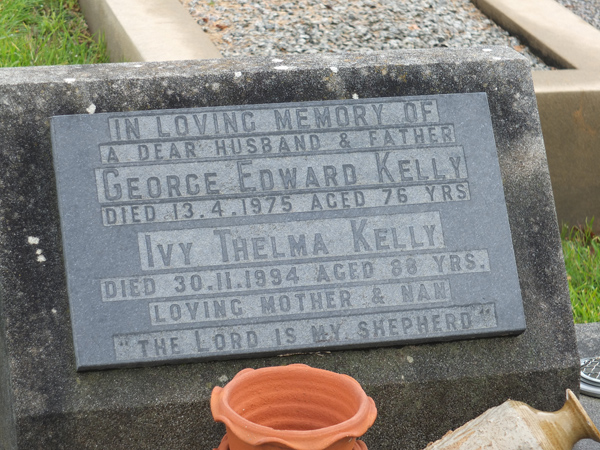 IN LOVING MEMORY OF
A DEAR HUSBAND & FATHER
GEORGE EDWARD KELLY
DIED 13.4.1975 AGED 76 YRS
IVY THELMA KELLY
DIED 30.11.1994 AGED 88 YRS.
LOVING MOTHER & NAN
"THE LORD IS MY SHEPHERD"